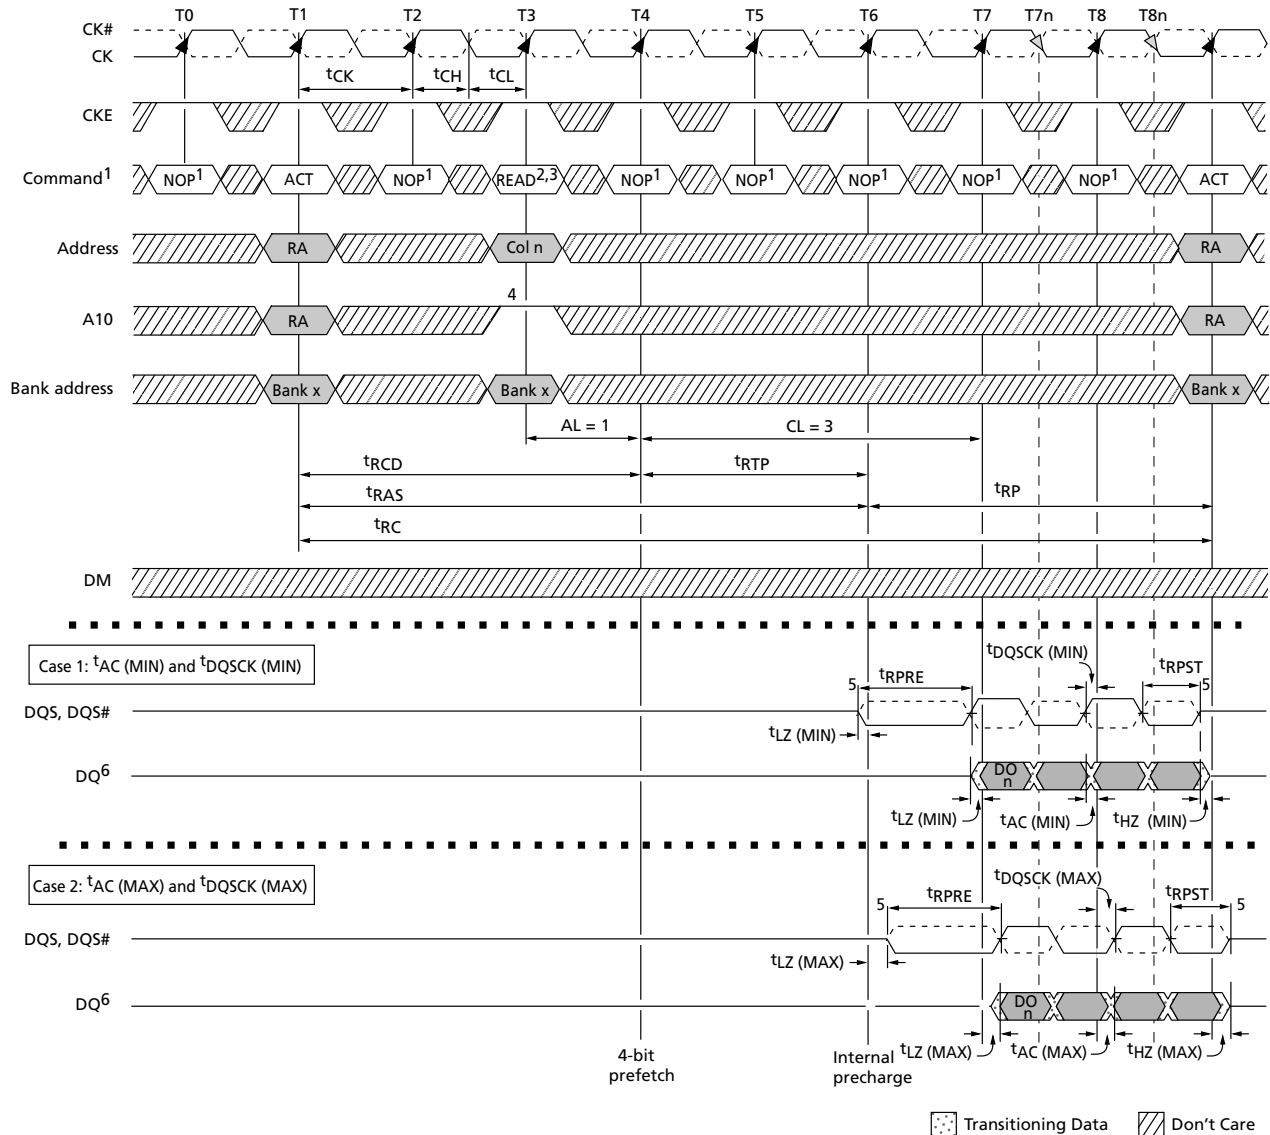 T0 T1 T2 T3 T4 T5 T6 T7 T7n T8 T8n
CK#
CK
tCK tCH tCL
CKE
Command1 NOP1 ACT NOP1 READ2,3 NOP1 NOP1 NOP1 NOP1 NOP1 ACT
Address RA Col n RA
4
A10 RA RA
Bank address Bank x Bank x Bank x
AL = 1 CL = 3
tRCD tRTP
tRAS tRP
tRC
DM
Case 1: tAC (MIN) and tDQSCK (MIN)
tDQSCK (MIN)
5 tRPRE tRPST 5
DQS, DQS#
tLZ (MIN)
DQ6 DO
n
tLZ (MIN) tAC (MIN) tHZ (MIN)
Case 2: tAC (MAX) and tDQSCK (MAX)
tDQSCK (MAX)
5 tRPRE tRPST 5
DQS, DQS#
tLZ (MAX)
DQ6 DO
n
tLZ (MAX) tAC (MAX) tHZ (MAX)
4-bit
prefetch
Internal
precharge
Transitioning Data Don't Care